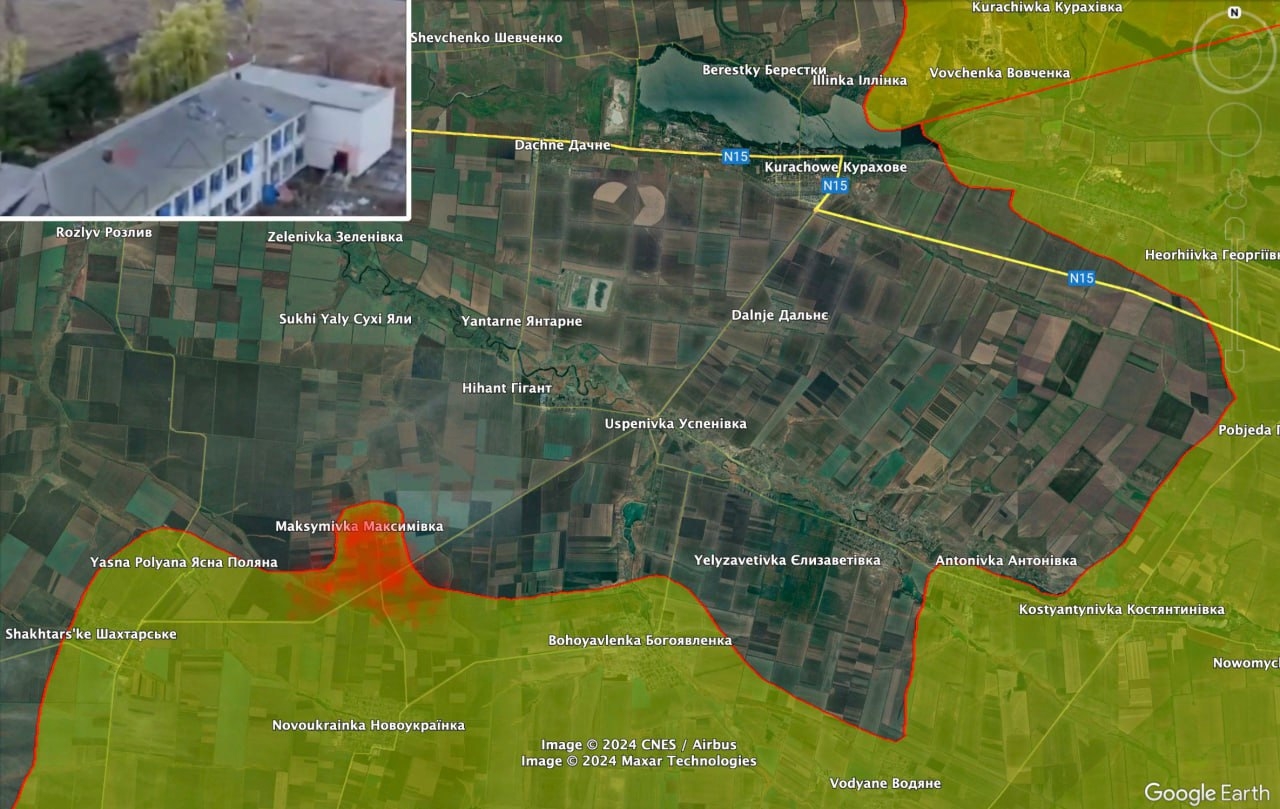 Kurachiwka Курахівка
Shevchenko Шевченко
N
Berestky Берестки
Illinka Іллінка
Vovchenka Вовченка
Dachne Дачне
N15
Kurachowe Курахове
N15
Rozlyv Розлив
Zelenivka Зеленівка
Heorhiivka Георгіївк
N15
Sukhi Yaly Сухі Яли
Yantarne Янтарне
Dalnje Дальнє
Hihant Гігант
Uspenivka Успенівка
Pobjeda
Maksymivka Максимівка
Yasna Polyana Ясна Поляна
Yelyzavetivka Єлизаветівка
Antonivka Антонівка
Kostyantynivka Костянтинівка
Shakhtars'ke Шахтарське
Bohoyavlenka Богоявленка
Nowomych
Novoukrainka Новоукраїнка
Image © 2024 CNES / Airbus
Image © 2024 Maxar Technologies
Vodyane Водяне
Google Earth